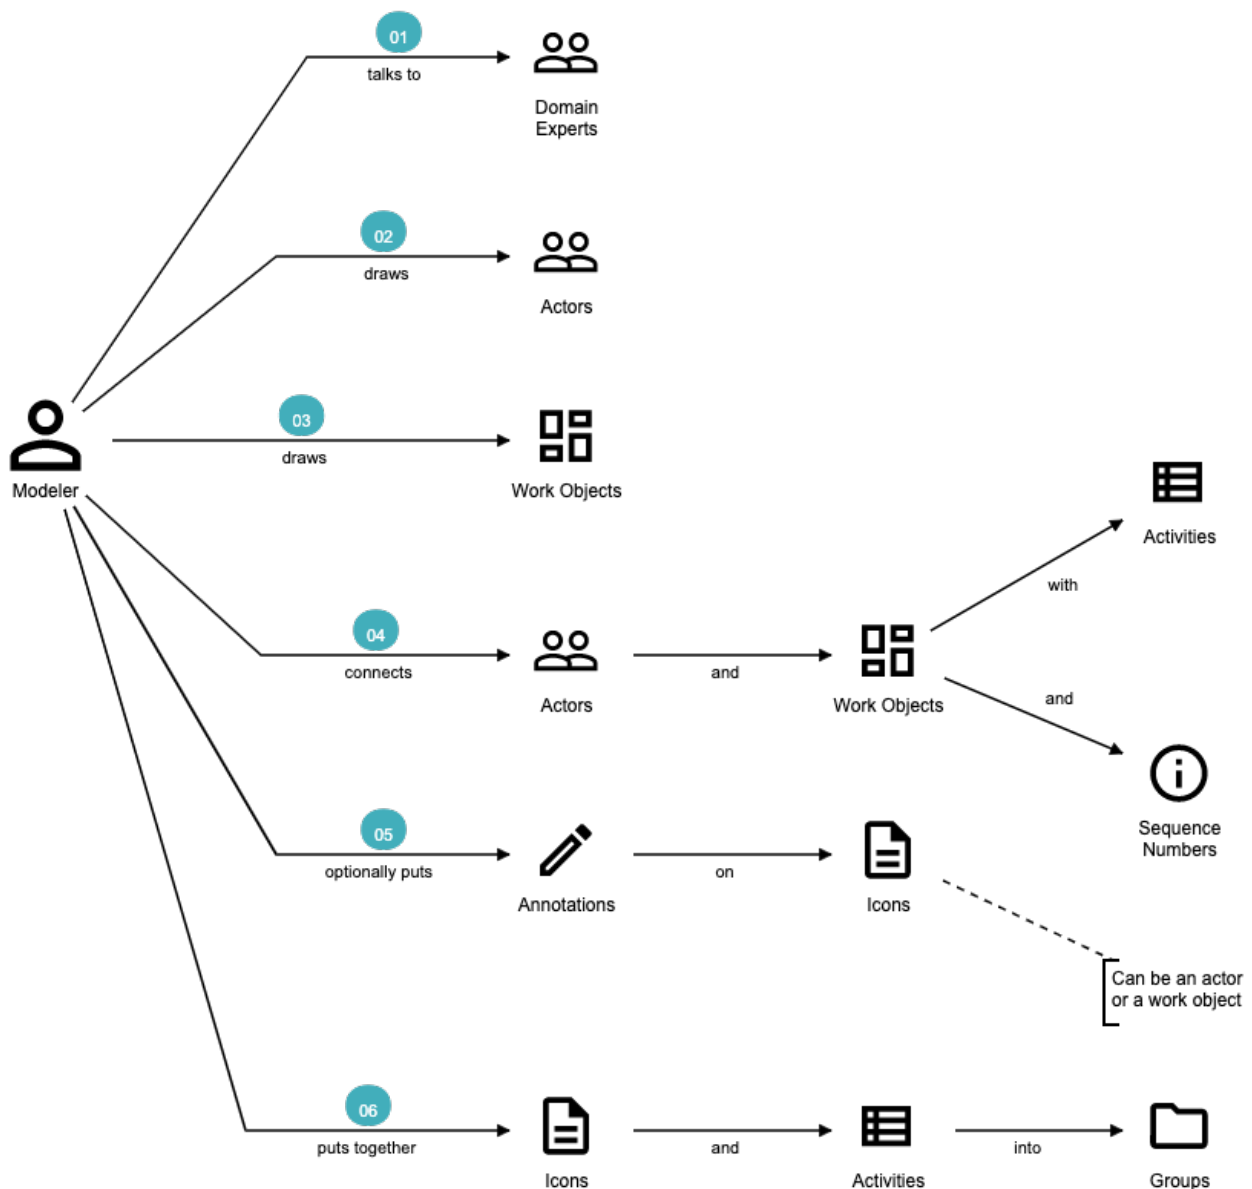 01
talks to
Domain
Experts
02
draws
Actors
03
draws
Modeler
Work Objects
Activities
with
04
connects
Actors
and
Work Objects
and
Sequence
Numbers
05
optionally puts
Annotations
on
Icons
Can be an actor
or a work object
06
puts together
Icons
and
Activities
into
Groups